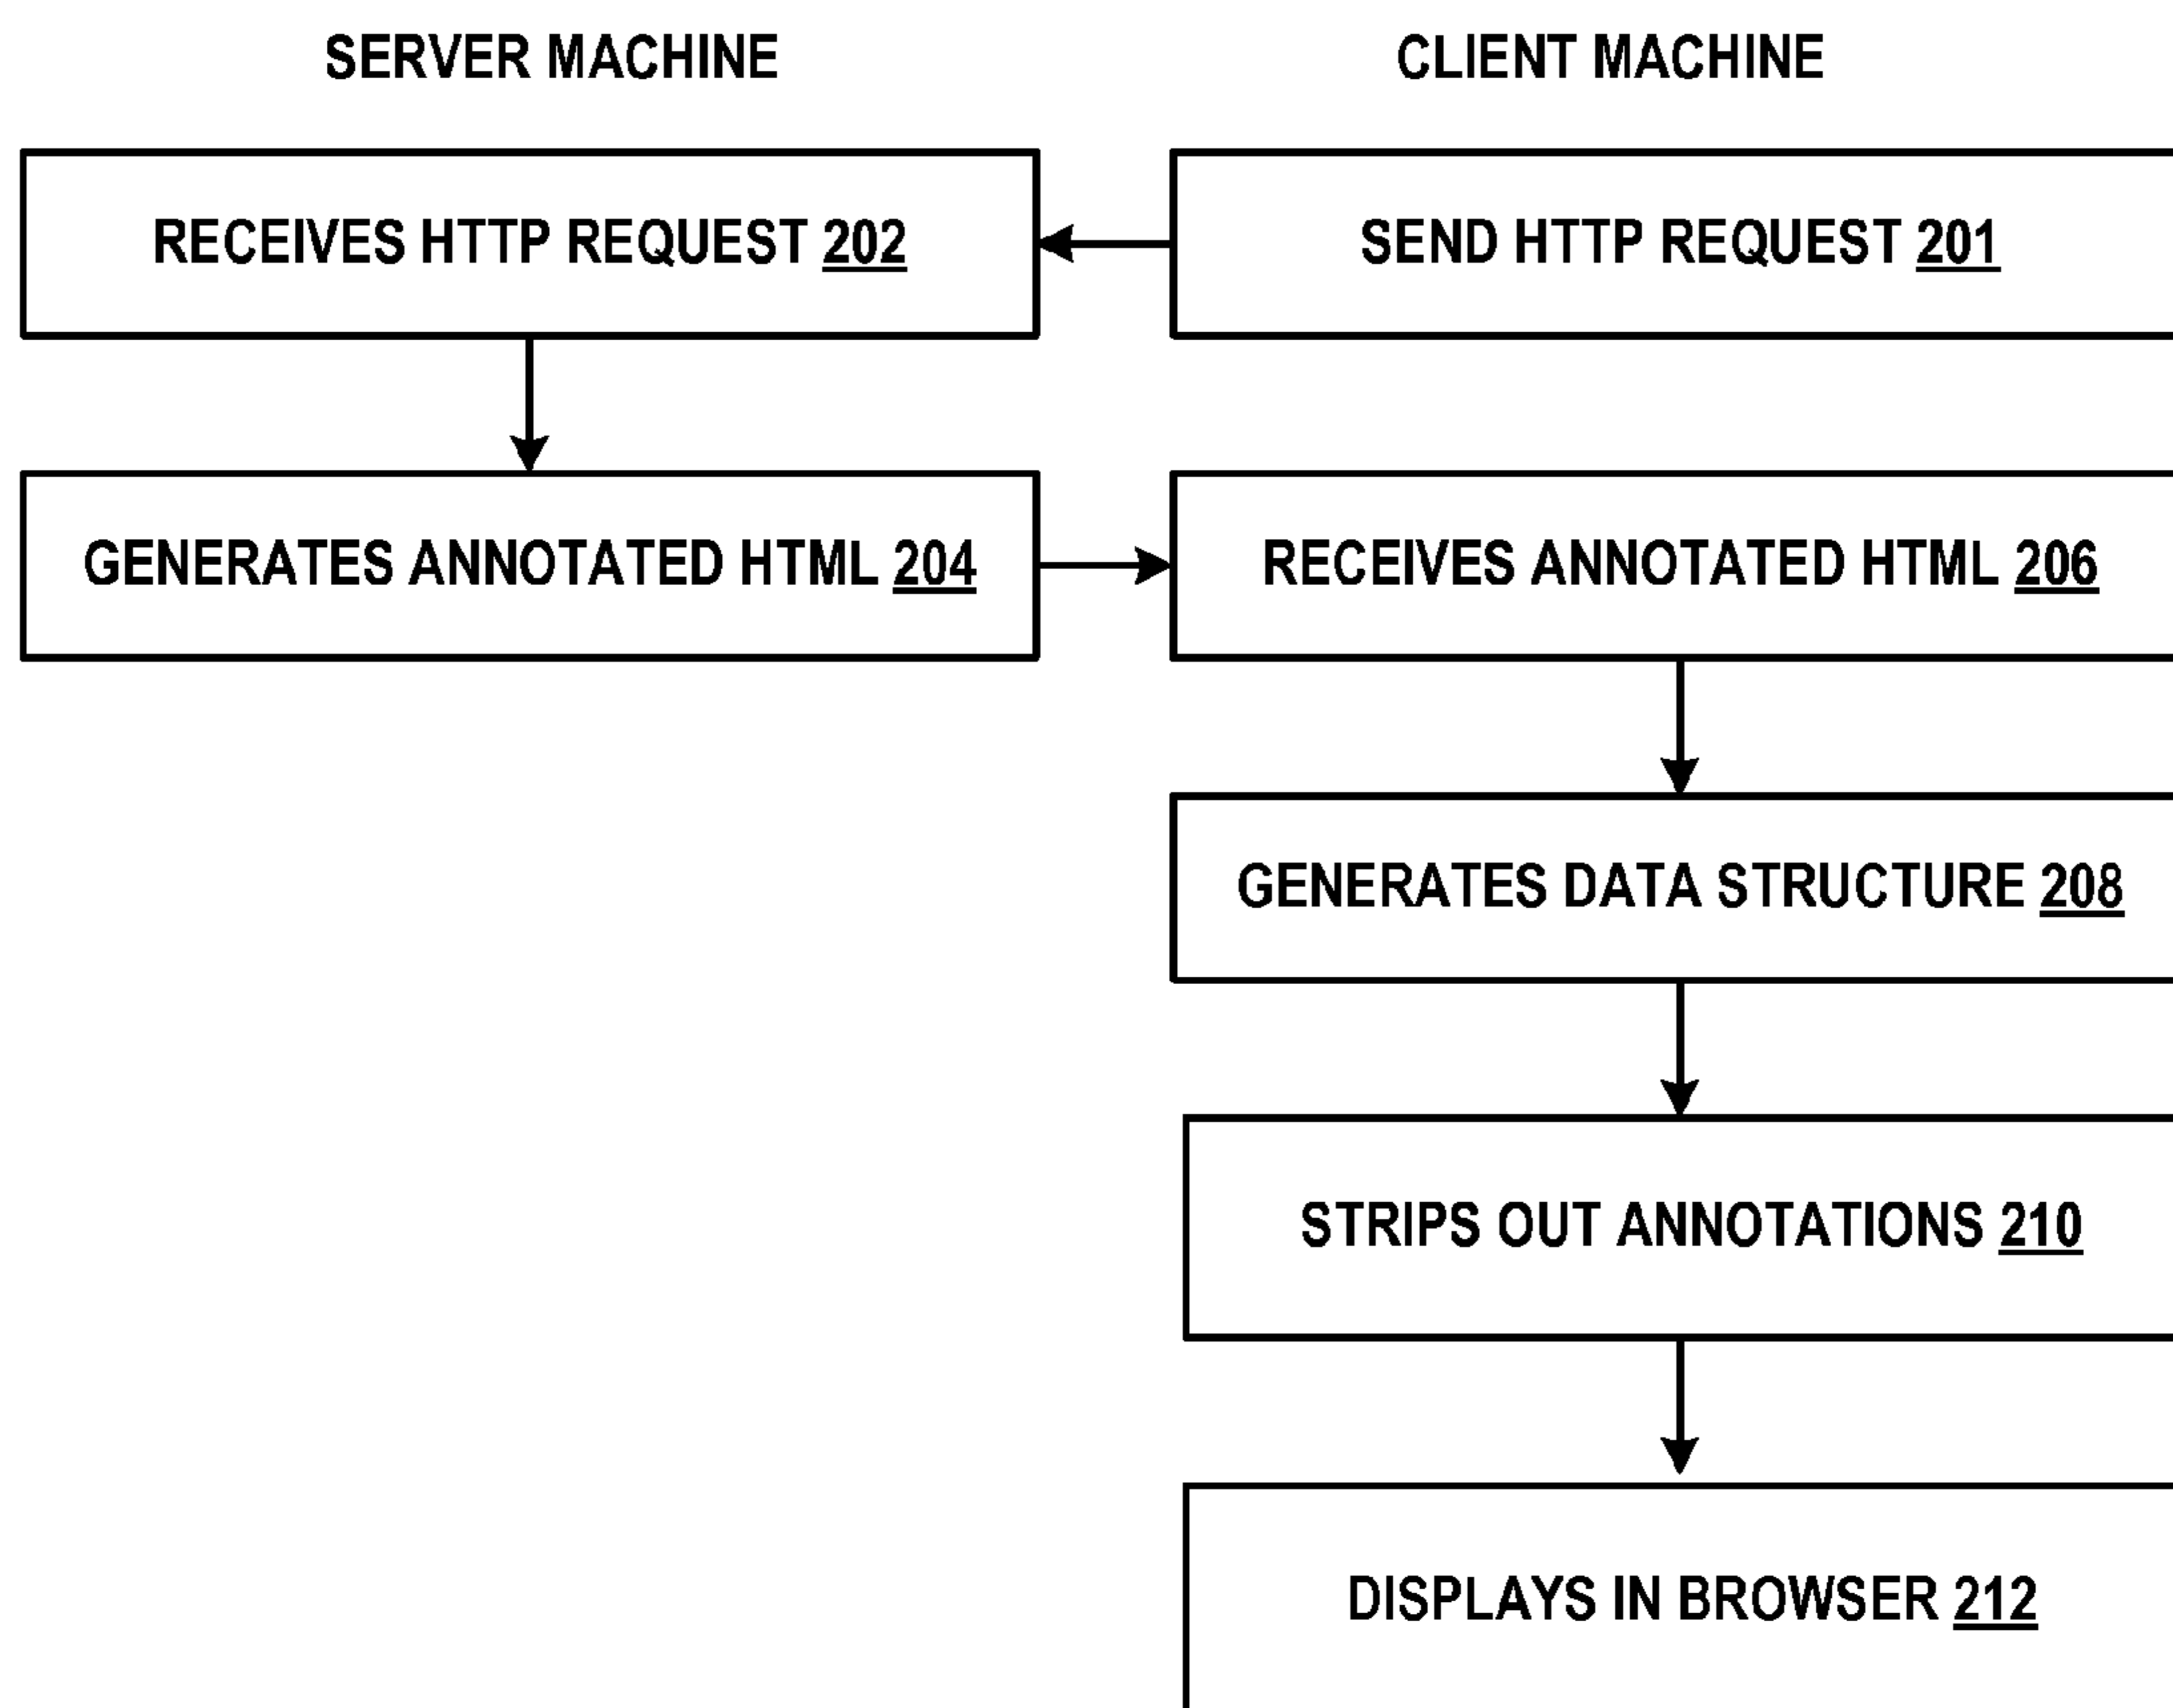 SERVER MACHINE
CLIENT MACHINE
RECEIVES HTTP REQUEST 202
SEND HTTP REQUEST 201
GENERATES ANNOTATED HTML 204
RECEIVES ANNOTATED HTML 206
GENERATES DATA STRUCTURE 208
STRIPS OUT ANNOTATIONS 210
DISPLAYS IN BROWSER 212